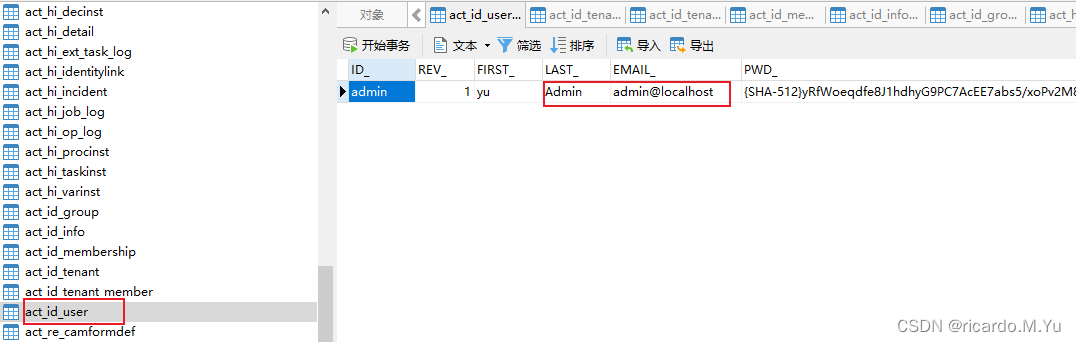 act_hi_decinst
act_hi_detail
act_hi_ext_task_log
act_hi_identitylink
act_hi_incident
act_hi_job_log
act_hi_op_log
act_hi_procinst
act_hi_taskinst
act_hi_varinst
act_id_group
act_id_info
act_id_membership
act_id_tenant
act_id_tenant_member
act_id_user
act_re_camformdef
对象 act_id_user... act_id_tena... act_id_tena... act_id_me... act_id_info... act_id_gro... act_h
开始事务 文本 筛选 排序 导入 导出
ID_ REV_ FIRST_ LAST_ EMAIL_ PWD_
admin 1 yu Admin admin@localhost {SHA-512}yRfWoeqdfe8J1hdhyG9PC7AcEE7abs5/xoPv2M8
CSDN @ricardo.M.Yu